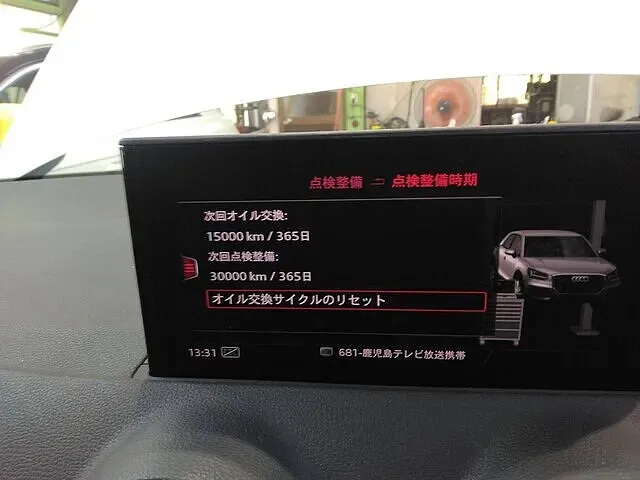 点検整備 ー 点検整備時期
次回オイル交換:
15000 km / 365日
次回点検整備:
30000 km / 365日
オイル交換サイクルのリセット
13:31
681-鹿児島テレビ放送携帯